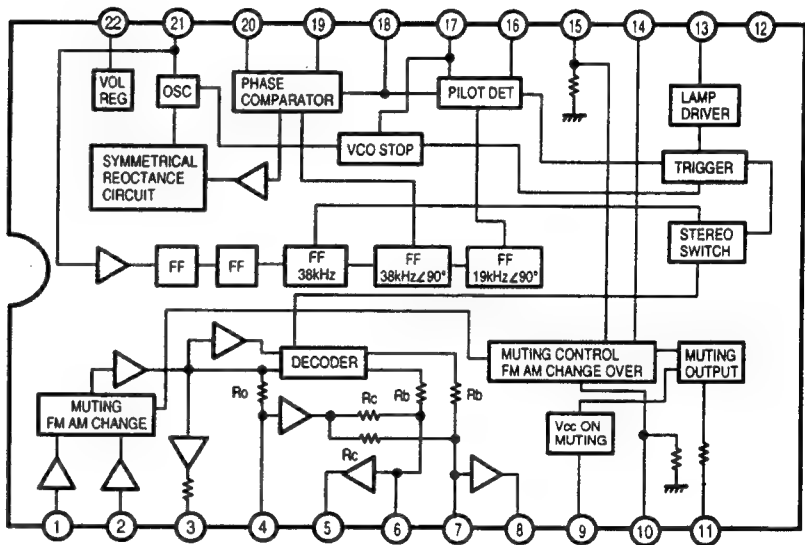 22 21 20 19 18 17 16 15 14 13 12
VOL
REG
OSC
PHASE
COMPARATOR
PILOT DET
LAMP
DRIVER
VCO STOP
TRIGGER
SYMMETRICAL
REOCTANCE
CIRCUIT
STEREO
SWITCH
FF
FF
FF
38kHz
FF
38kHz∠90°
FF
19kHz∠90°
DECODER
MUTING CONTROL
FM AM CHANGE OVER
MUTING
OUTPUT
Ro
Rc
Rb
Rb
MUTING
FM AM CHANGE
Vcc ON
MUTING
Rc
1 2 3 4 5 6 7 8 9 10 11